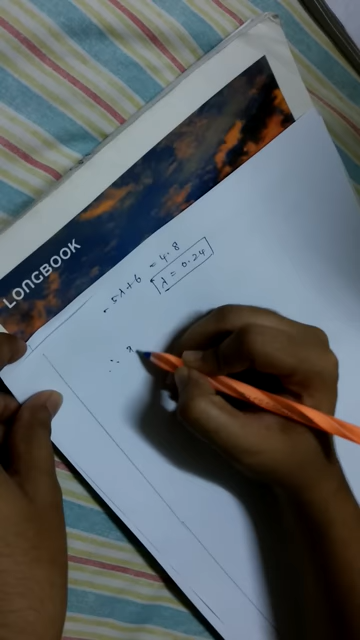 LONGBOOK
- 5λ + 6 = 4.8
λ = 0.24
∴